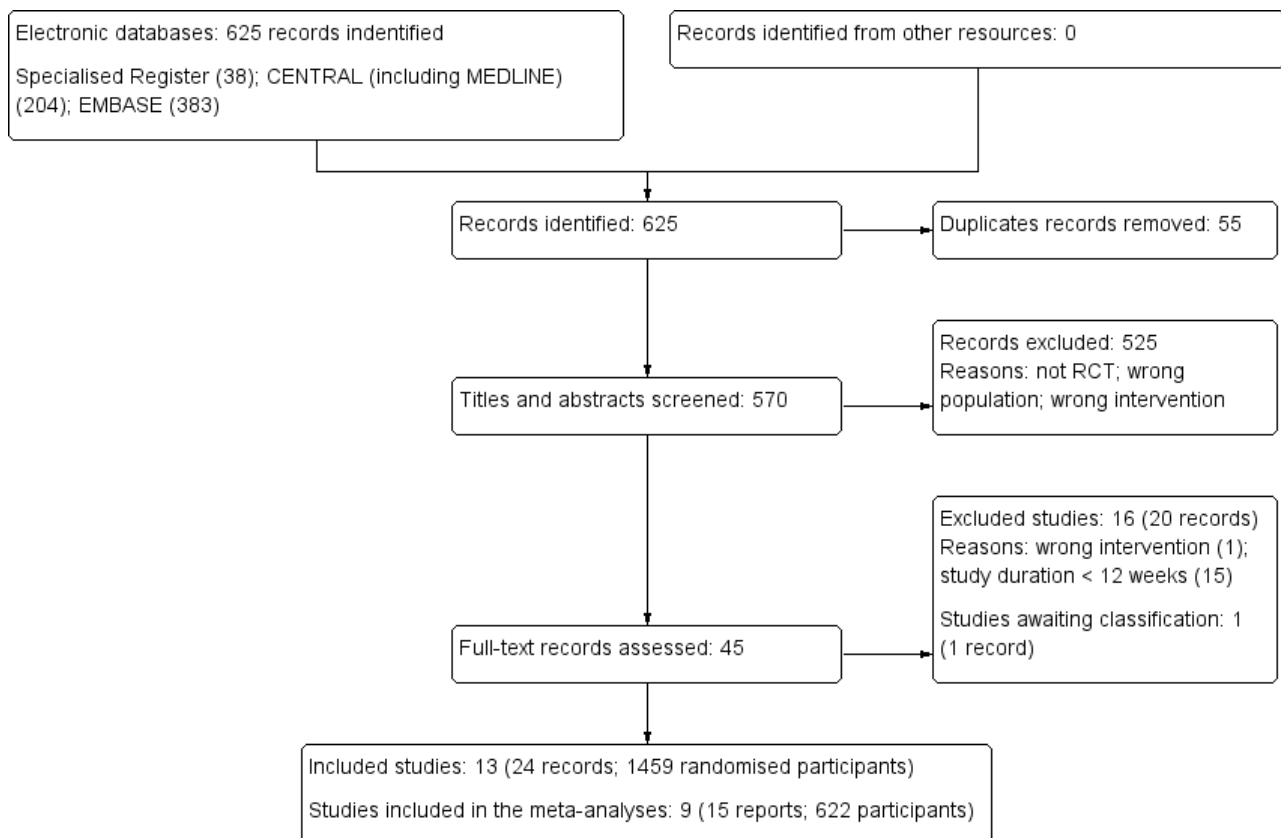 Electronic databases: 625 records indentified
Specialised Register (38); CENTRAL (including MEDLINE)
(204); EMBASE (383)
Records identified from other resources: 0
Records identified: 625
Duplicates records removed: 55
Titles and abstracts screened: 570
Records excluded: 525
Reasons: not RCT; wrong
population; wrong intervention
Full-text records assessed: 45
Excluded studies: 16 (20 records)
Reasons: wrong intervention (1);
study duration < 12 weeks (15)
Studies awaiting classification: 1
(1 record)
Included studies: 13 (24 records; 1459 randomised participants)
Studies included in the meta-analyses: 9 (15 reports; 622 participants)